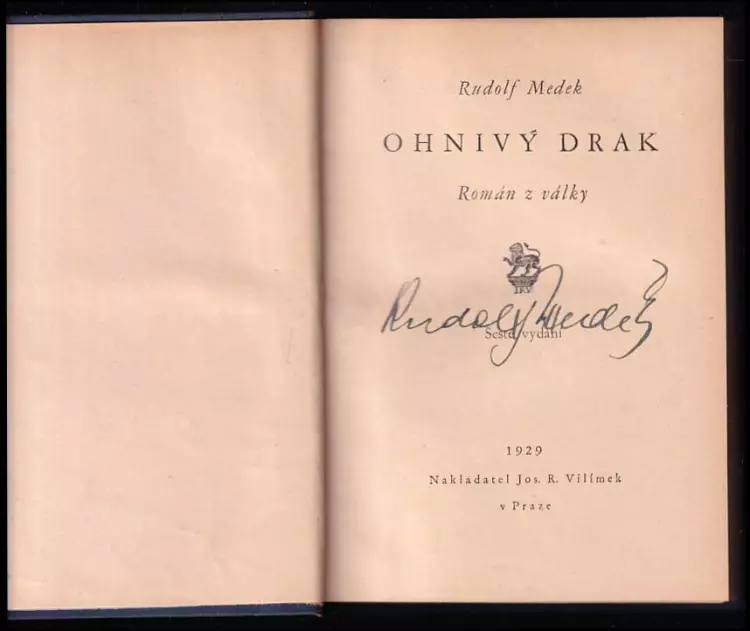 Rudolf Medek
OHNIVÝ DRAK
Román z války
J.R.V.
Rudolf Medek
Šesté vydání
1929
Nakladatel Jos. R. Vilímek
v Praze